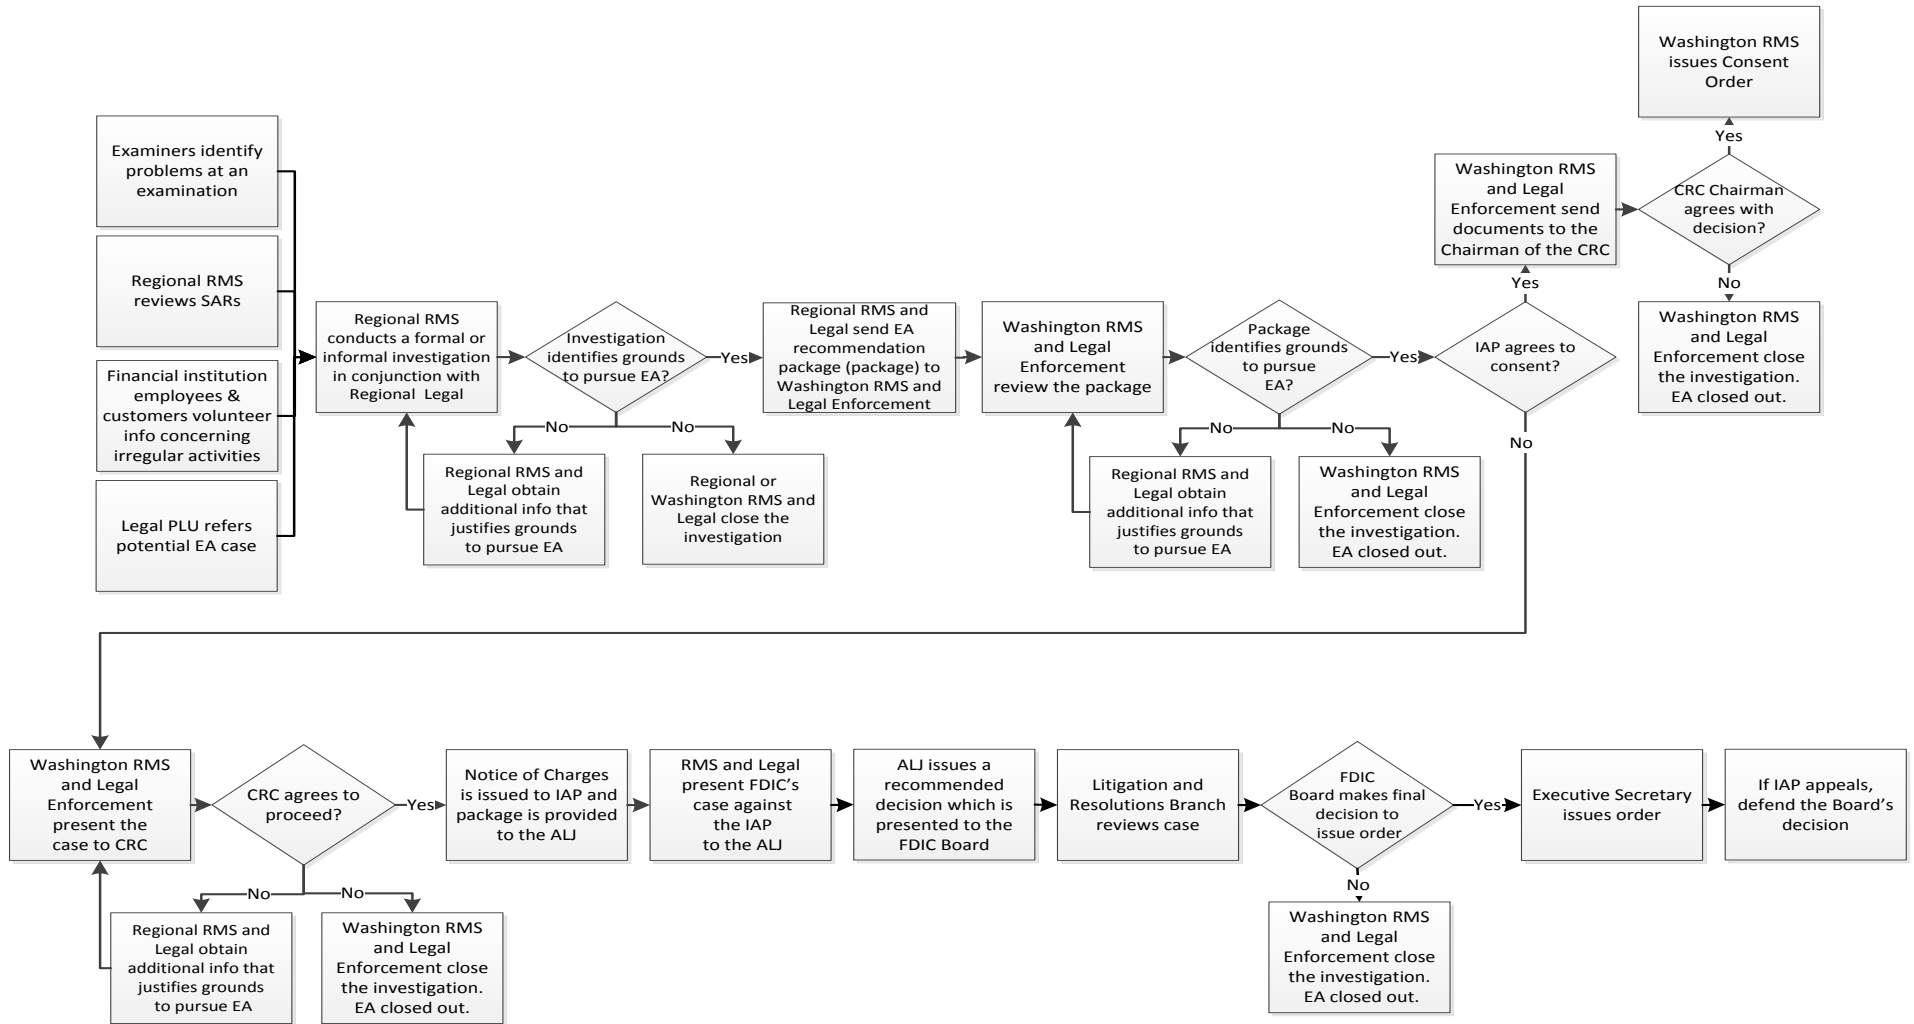 Washington RMS
issues Consent
Order
Yes
Examiners identify
problems at an
examination
Regional RMS
reviews SARs
Financial institution
employees &
customers volunteer
info concerning
irregular activities
Legal PLU refers
potential EA case
Regional RMS
conducts a formal or
informal investigation
in conjunction with
Regional Legal
Investigation
identifies grounds
to pursue EA?
Yes
No
No
Regional RMS and
Legal obtain
additional info that
justifies grounds
to pursue EA
Regional or
Washington RMS and
Legal close the
investigation
Regional RMS and
Legal send EA
recommendation
package (package) to
Washington RMS and
Legal Enforcement
Washington RMS
and Legal
Enforcement
review the package
Package
identifies grounds
to pursue
EA?
Yes
No
No
Regional RMS and
Legal obtain
additional info that
justifies grounds
to pursue EA
Washington RMS
and Legal
Enforcement close
the investigation.
EA closed out.
IAP agrees to
consent?
Yes
No
Washington RMS
and Legal
Enforcement send
documents to the
Chairman of the CRC
CRC Chairman
agrees with
decision?
No
Washington RMS
and Legal
Enforcement close
the investigation.
EA closed out.
Washington RMS
and Legal
Enforcement
present the
case to CRC
CRC agrees to
proceed?
Yes
No
No
Regional RMS and
Legal obtain
additional info that
justifies grounds
to pursue EA
Washington RMS
and Legal
Enforcement close
the investigation.
EA closed out.
Notice of Charges
is issued to IAP and
package is provided
to the ALJ
RMS and Legal
present FDIC’s
case against
the IAP
to the ALJ
ALJ issues a
recommended
decision which is
presented to the
FDIC Board
Litigation and
Resolutions Branch
reviews case
FDIC
Board makes final
decision to
issue order
Yes
No
Washington RMS
and Legal
Enforcement close
the investigation.
EA closed out.
Executive Secretary
issues order
If IAP appeals,
defend the Board’s
decision